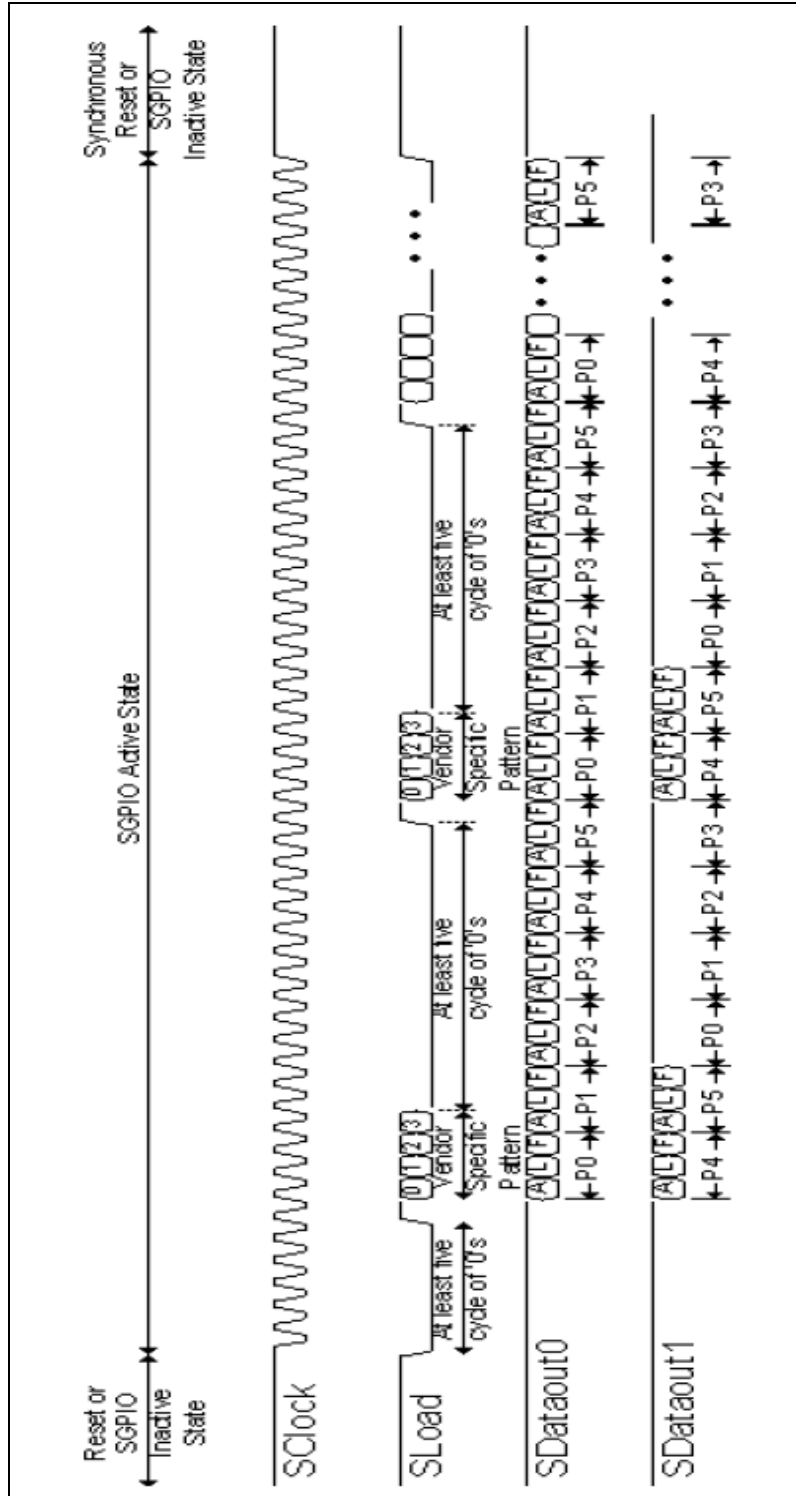 Reset or
SGPIO
Inactive
State
SGPIO Active State
Synchronous
Reset or
SGPIO
Inactive State
SClock
SLoad
At least five
cycle of '0's
0 1 2 3
Vendor
Specific
Pattern
At least five
cycle of '0's
0 1 2 3
Vendor
Specific
Pattern
At least five
cycle of '0's
SDataout0
A L F A L F A L F A L F A L F A L F A L F A L F A L F A L F A L F A L F A L F
A L F
P0 P1 P2 P3 P4 P5 P0 P1 P2 P3 P4 P5 P0
P5
SDataout1
A L F A L F
A L F A L F
P4 P5 P0 P1 P2 P3 P4 P5 P0 P1 P2 P3 P4
P3